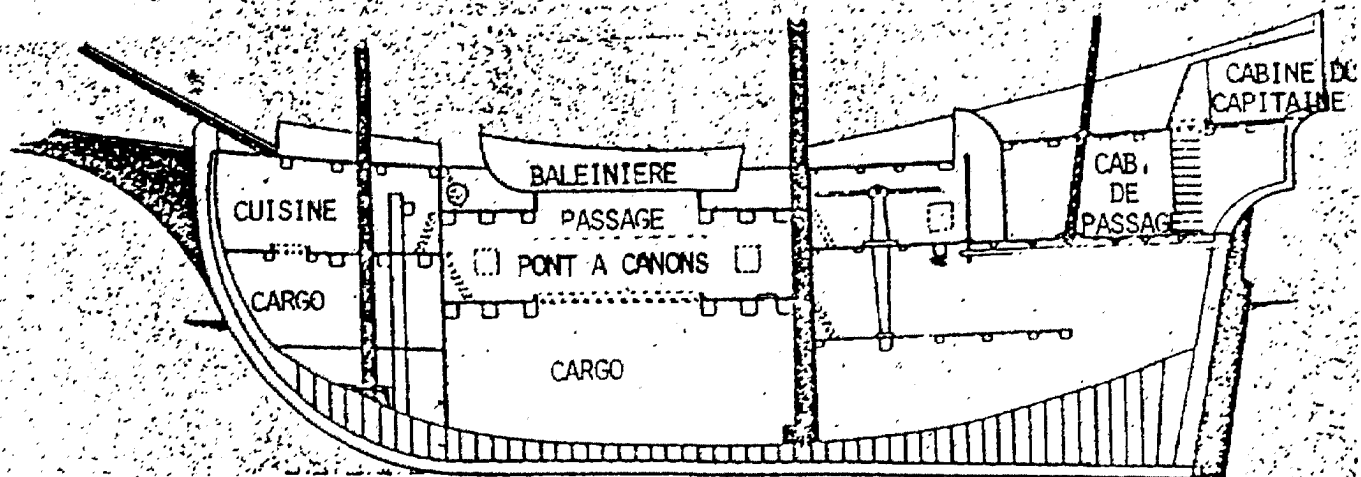 CABINE DU
CAPITAINE
BALEINIERE
CAB.
DE
PASSAGE
CUISINE
PASSAGE
PONT A CANONS
CARGO
CARGO